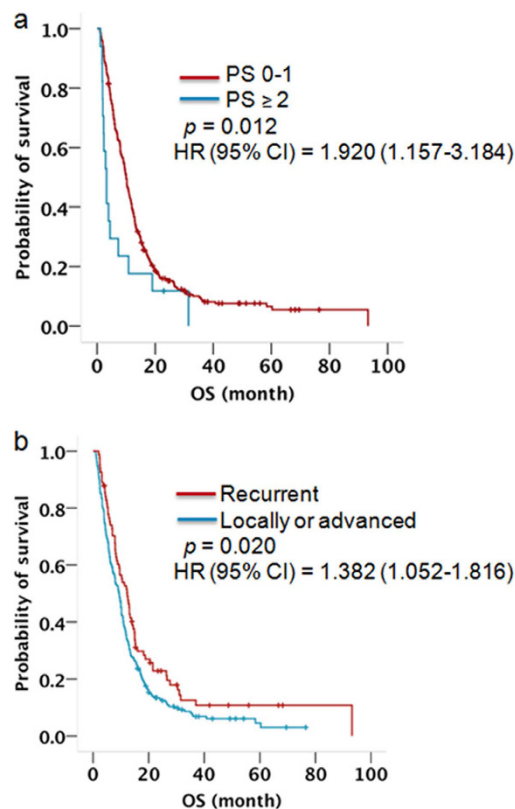 a
Probability of survival
1.0
0.8
0.6
0.4
0.2
0.0
PS 0-1
PS ≥ 2
p = 0.012
HR (95% CI) = 1.920 (1.157-3.184)
0 20 40 60 80 100
OS (month)
b
Probability of survival
1.0
0.8
0.6
0.4
0.2
0.0
Recurrent
Locally or advanced
p = 0.020
HR (95% CI) = 1.382 (1.052-1.816)
0 20 40 60 80 100
OS (month)